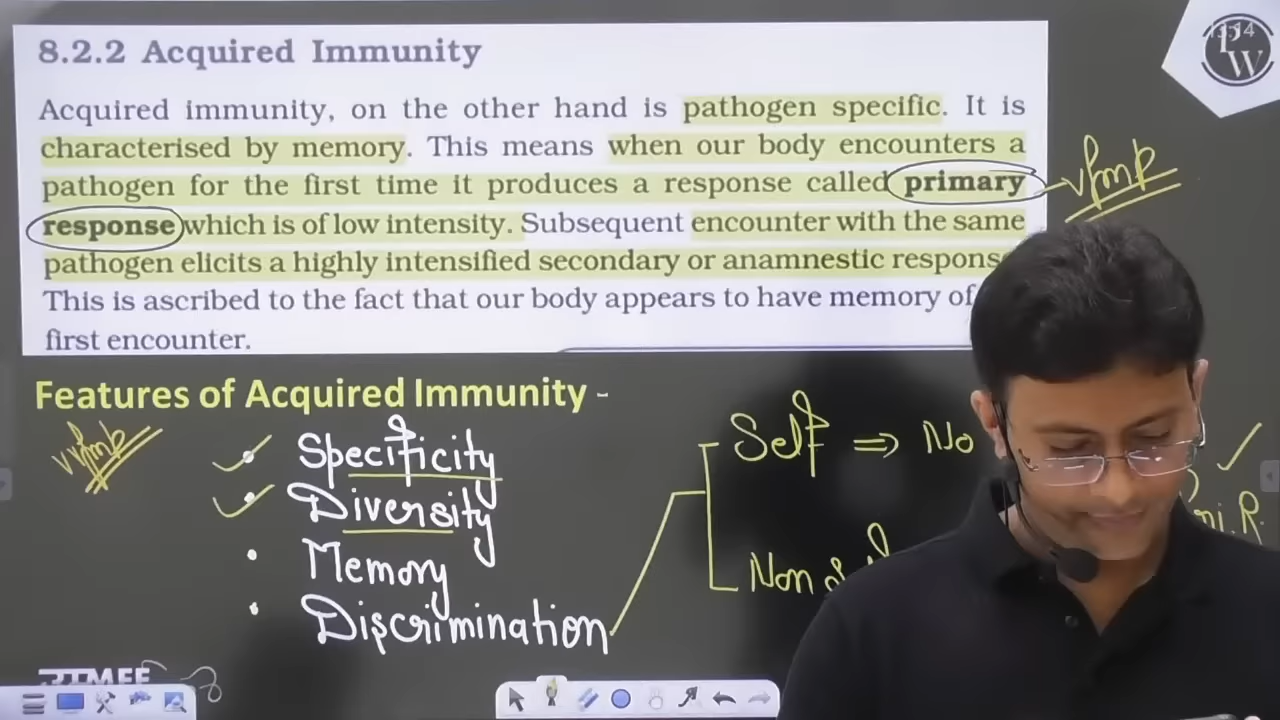 8.2.2 Acquired Immunity
Acquired immunity, on the other hand is pathogen specific. It is
characterised by memory. This means when our body encounters a
pathogen for the first time it produces a response called primary
response which is of low intensity. Subsequent encounter with the same
pathogen elicits a highly intensified secondary or anamnestic respons
This is ascribed to the fact that our body appears to have memory of
first encounter.
PW
Features of Acquired Immunity -
• Specificity
• Diversity
• Memory
• Discrimination
Self ⇒ No
Non